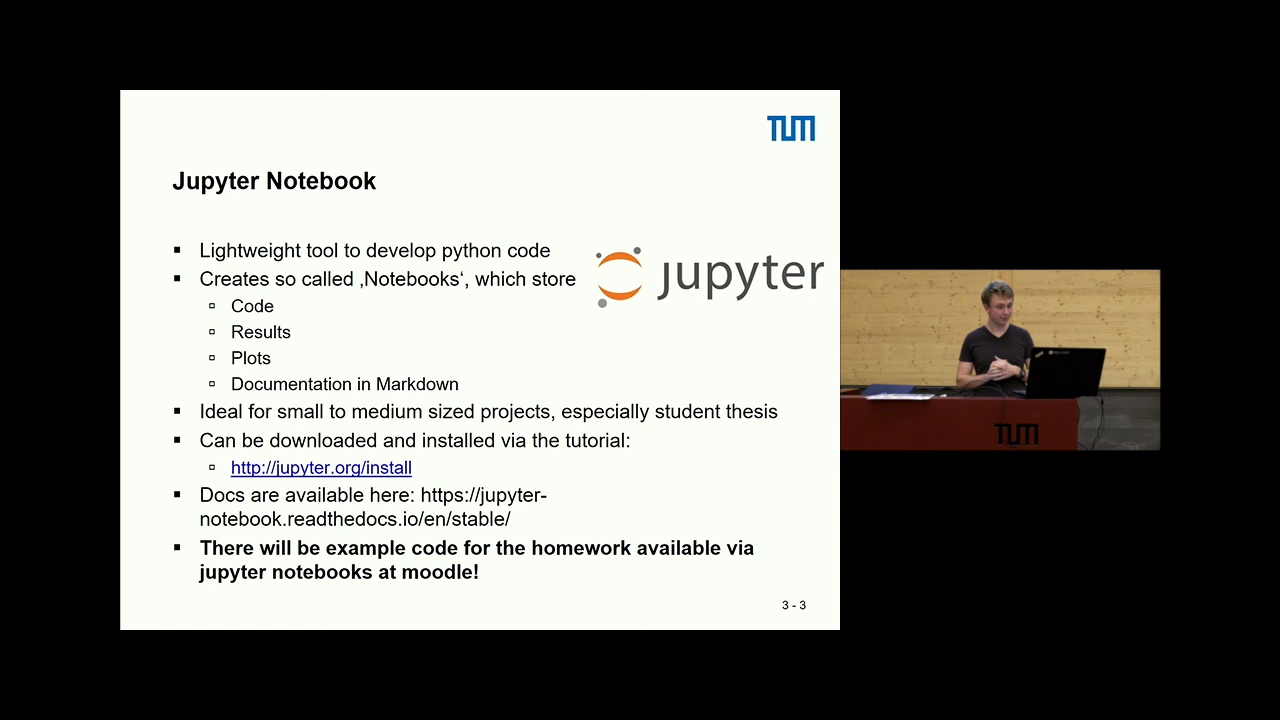 TUM
Jupyter Notebook
▪ Lightweight tool to develop python code
▪ Creates so called ‚Notebooks‘, which store
▫ Code
▫ Results
▫ Plots
▫ Documentation in Markdown
jupyter
▪ Ideal for small to medium sized projects, especially student thesis
▪ Can be downloaded and installed via the tutorial:
▫ http://jupyter.org/install
▪ Docs are available here: https://jupyter-
notebook.readthedocs.io/en/stable/
▪ There will be example code for the homework available via
jupyter notebooks at moodle!
3 - 3
TUM